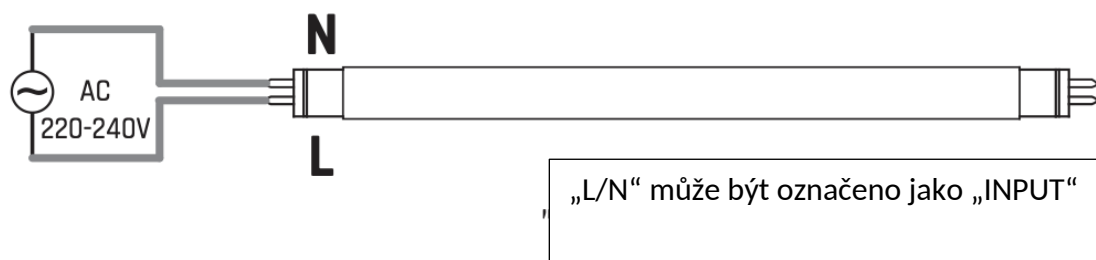 N
AC
220-240V
L
„L/N“ může být označeno jako „INPUT“